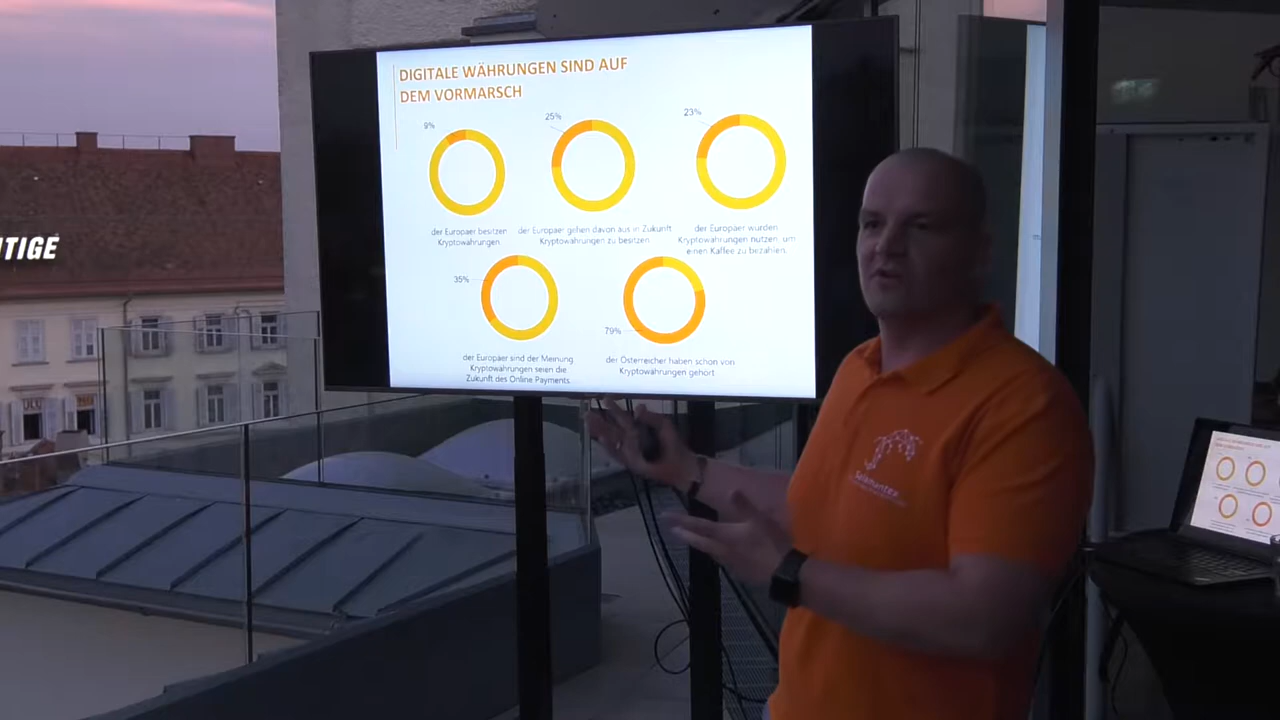 DIGITALE WÄHRUNGEN SIND AUF
DEM VORMARSCH
9%
25%
23%
der Europäer besitzen
Kryptowährungen
der Europäer gehen davon aus in Zukunft
Kryptowährungen zu besitzen.
der Europäer würden
Kryptowährungen nutzen, um
einen Kaffee zu bezahlen.
35%
79%
der Europäer sind der Meinung
Kryptowährungen seien die
Zukunft des Online Payments.
der Österreicher haben schon von
Kryptowährungen gehört.
TIGE
Salamantex